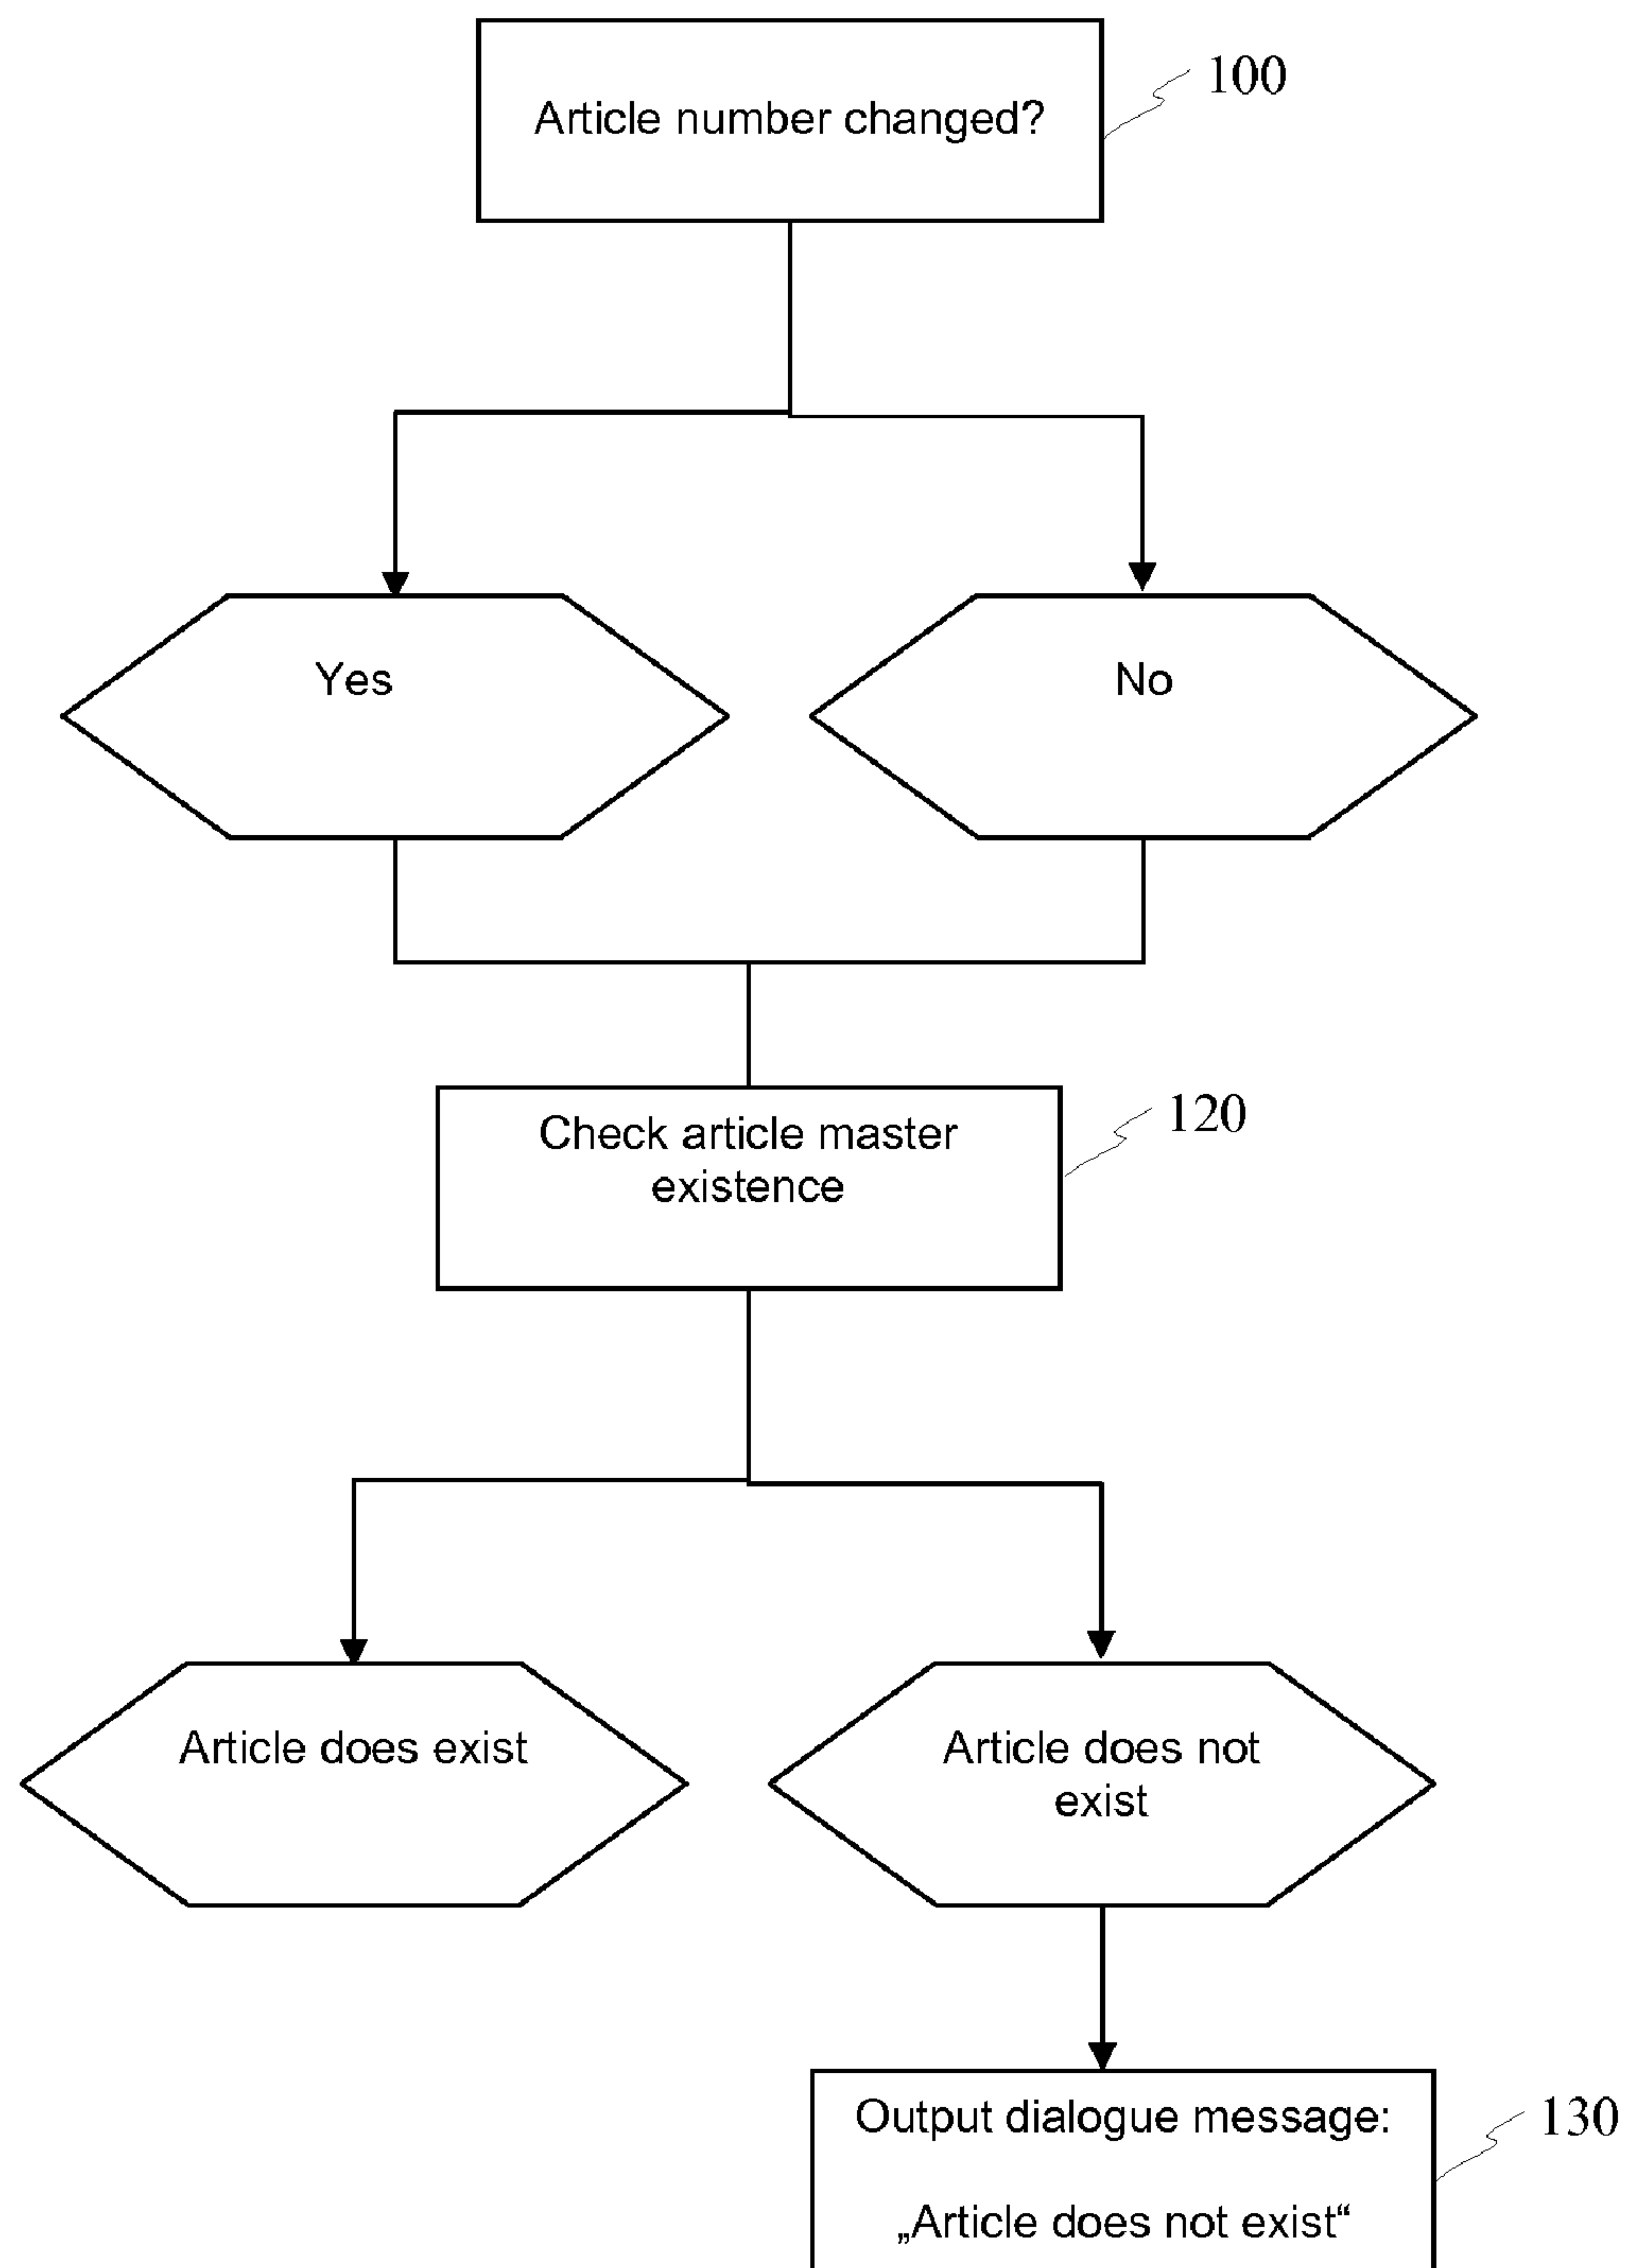 Article number changed?
100
Yes
No
Check article master
existence
120
Article does exist
Article does not
exist
Output dialogue message:
„Article does not exist“
130